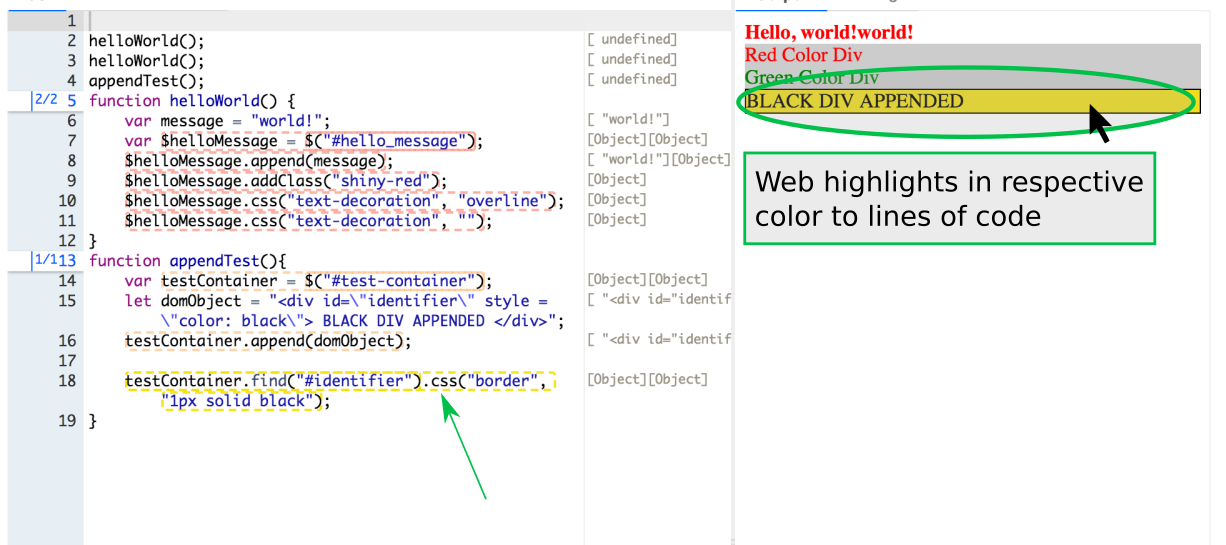 1
2 helloWorld(); [ undefined]
3 helloWorld(); [ undefined]
4 appendTest(); [ undefined]
2/2 5 function helloWorld() {
6 var message = "world!"; [ "world!"]
7 var $helloMessage = $("#hello_message"); [Object][Object]
8 $helloMessage.append(message); [ "world!"][Object]
9 $helloMessage.addClass("shiny-red"); [Object]
10 $helloMessage.css("text-decoration", "overline"); [Object]
11 $helloMessage.css("text-decoration", ""); [Object]
12 }
1/1 13 function appendTest(){
14 var testContainer = $("#test-container"); [Object][Object]
15 let domObject = "<div id=\"identifier\" style = [ "<div id="identif
\"color: black\"> BLACK DIV APPENDED </div>";
16 testContainer.append(domObject); [ "<div id="identif
17
18 testContainer.find("#identifier").css("border", [Object][Object]
"1px solid black");
19 }
Hello, world!world!
Red Color Div
Green Color Div
BLACK DIV APPENDED
Web highlights in respective
color to lines of code